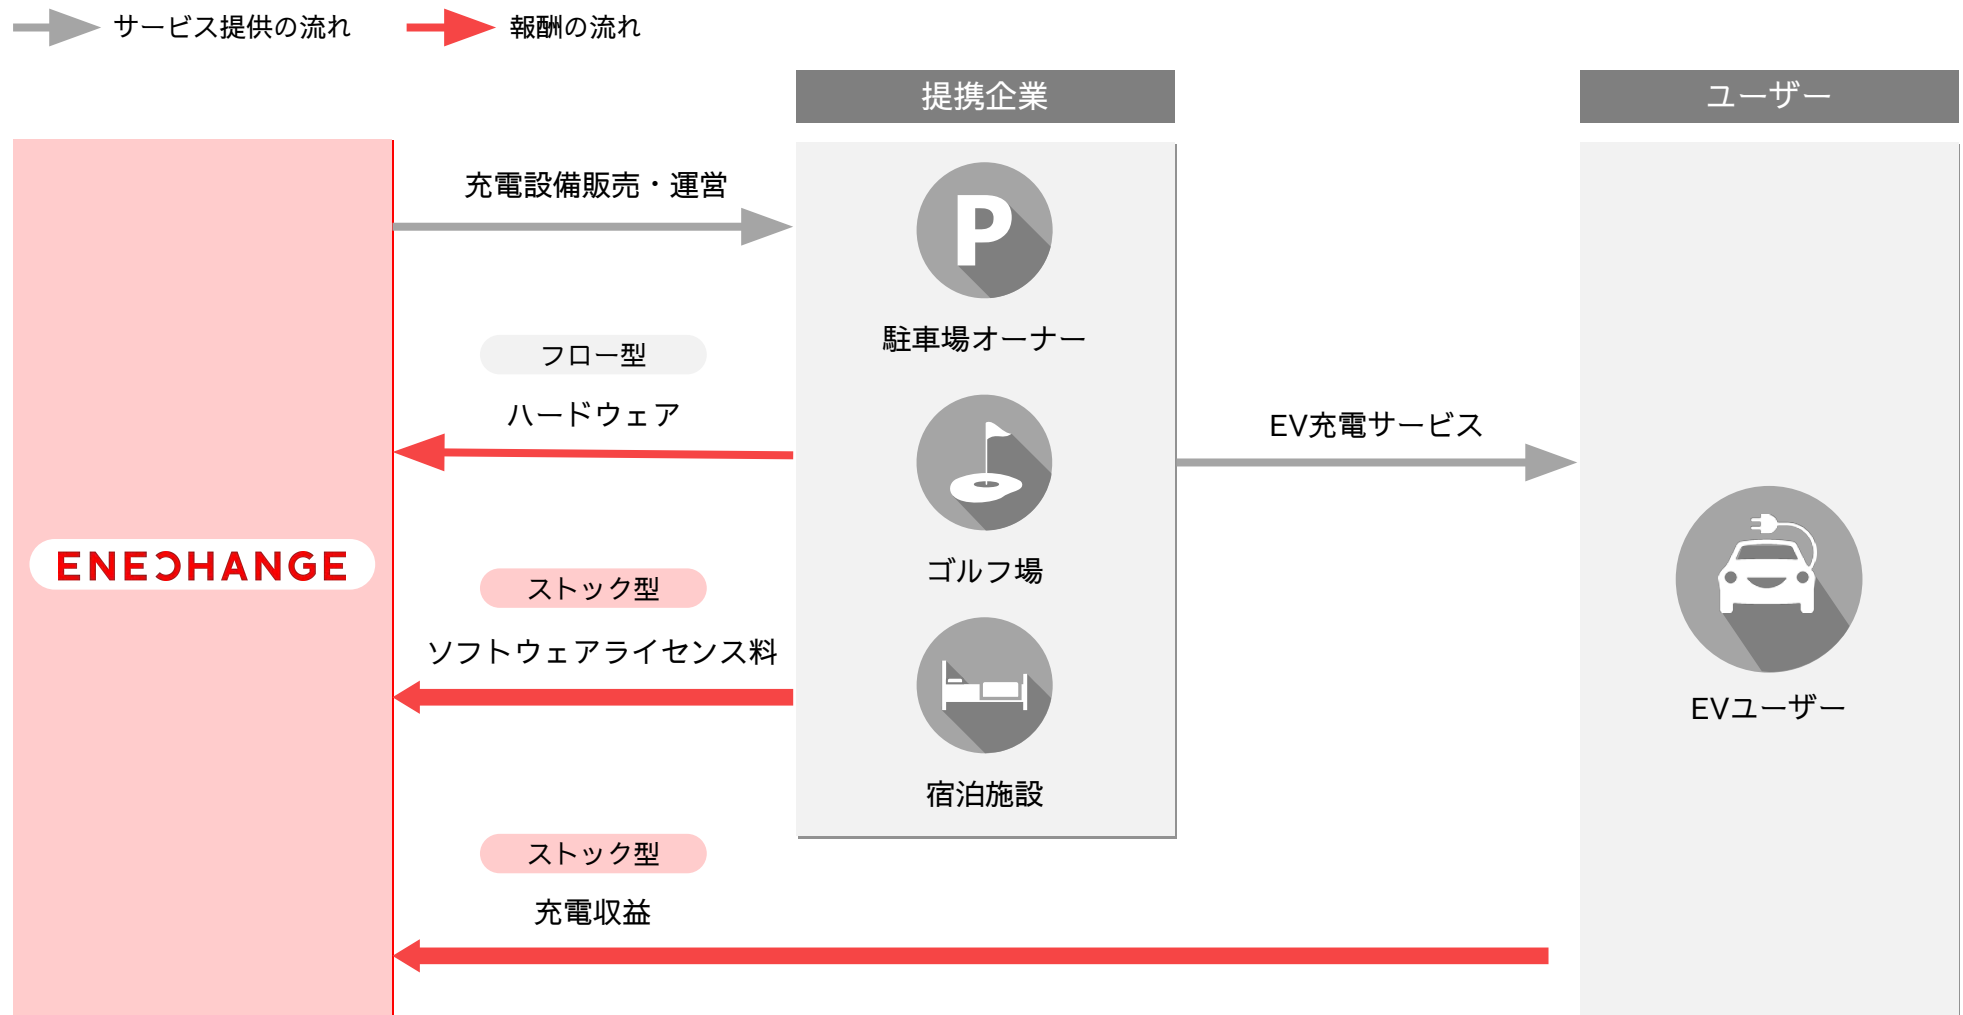 サービス提供の流れ
報酬の流れ
提携企業
ユーザー
充電設備販売・運営
P
駐車場オーナー
フロー型
ハードウェア
EV充電サービス
ゴルフ場
ENECHANGE
ストック型
ソフトウェアライセンス料
EVユーザー
宿泊施設
ストック型
充電収益